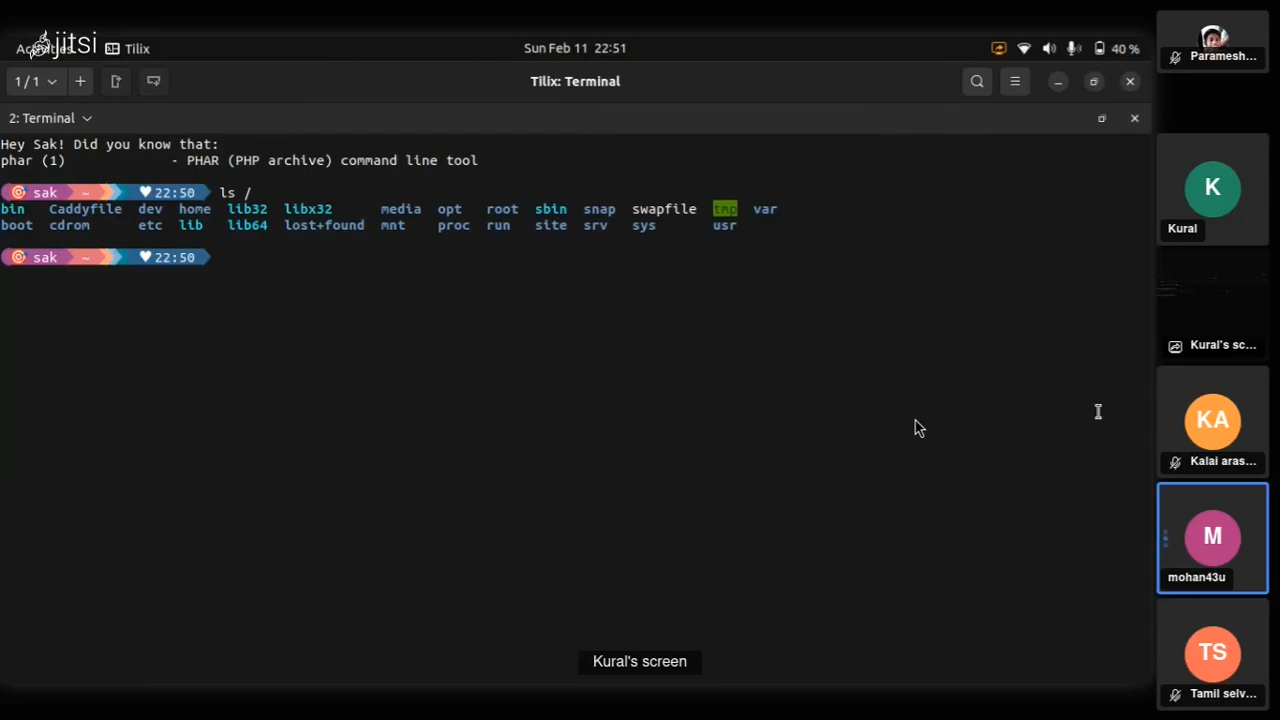 jitsi
Tilix
Sun Feb 11 22:51
40 %
1 / 1
Tilix: Terminal
2: Terminal
Hey Sak! Did you know that:
phar (1) - PHAR (PHP archive) command line tool
sak ~ 22:50 ls /
bin Caddyfile dev home lib32 libx32 media opt root sbin snap swapfile tmp var
boot cdrom etc lib lib64 lost+found mnt proc run site srv sys usr
sak ~ 22:50
Kural's screen
Paramesh...
K
Kural
Kural's sc...
KA
Kalai aras...
M
mohan43u
TS
Tamil selv...